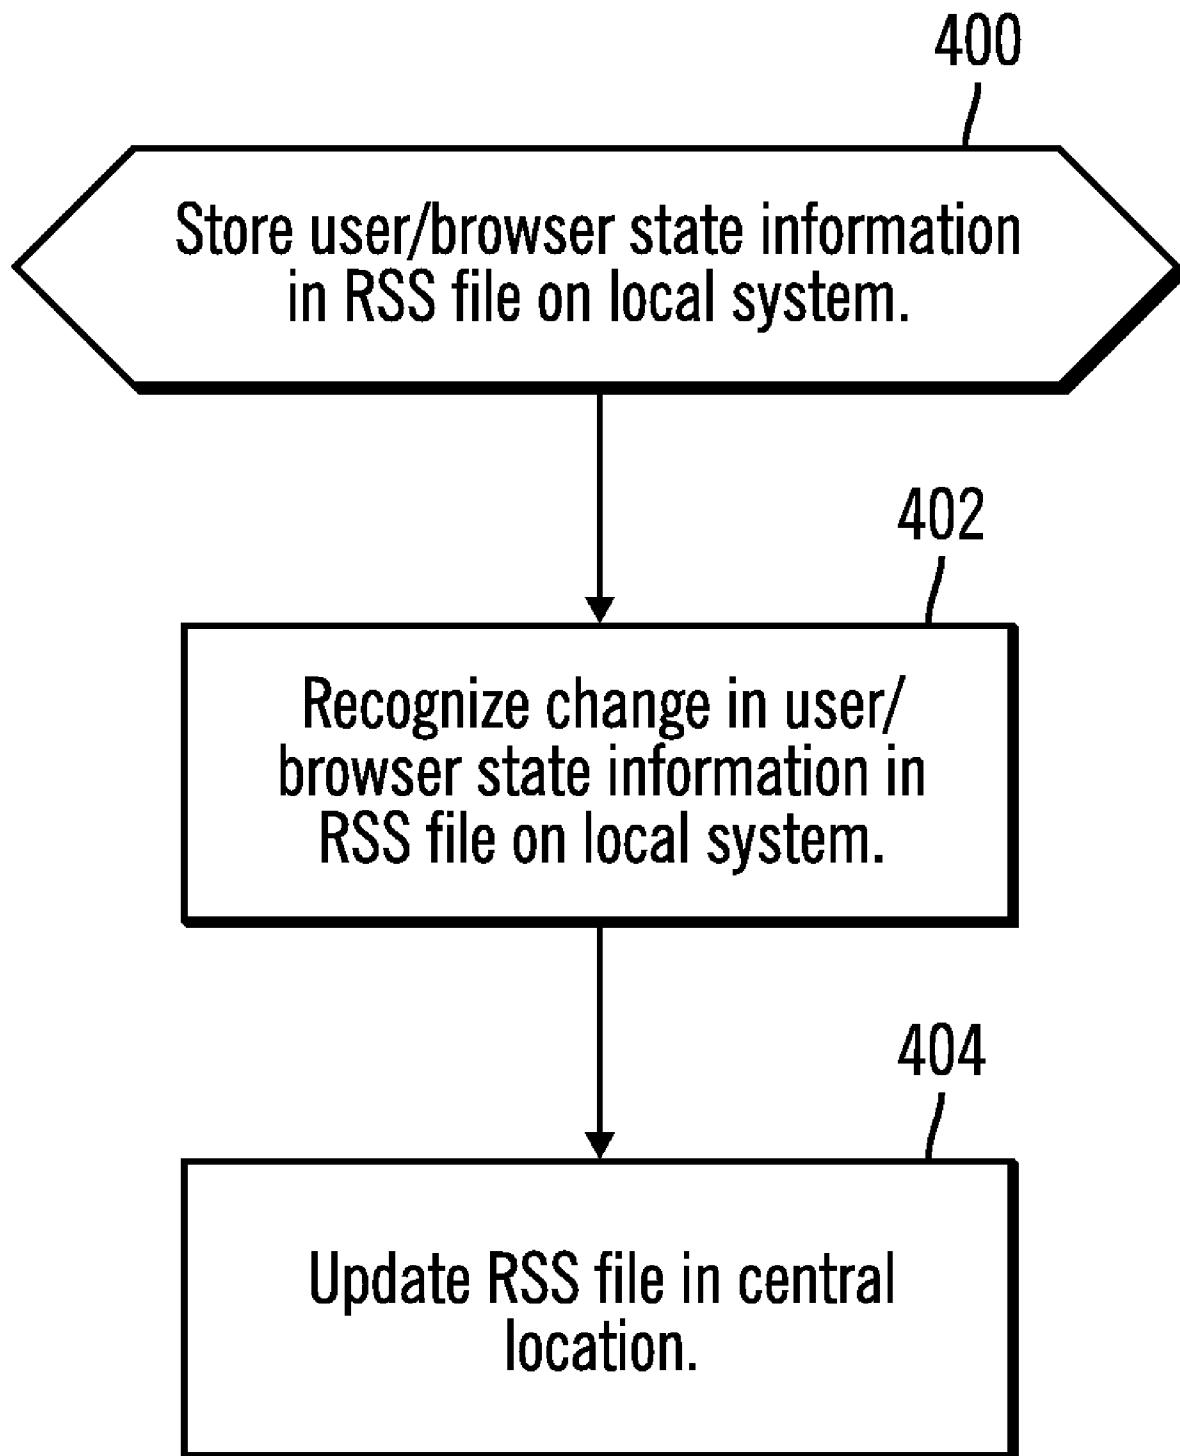 400
Store user/browser state information
in RSS file on local system.
402
Recognize change in user/
browser state information in
RSS file on local system.
404
Update RSS file in central
location.